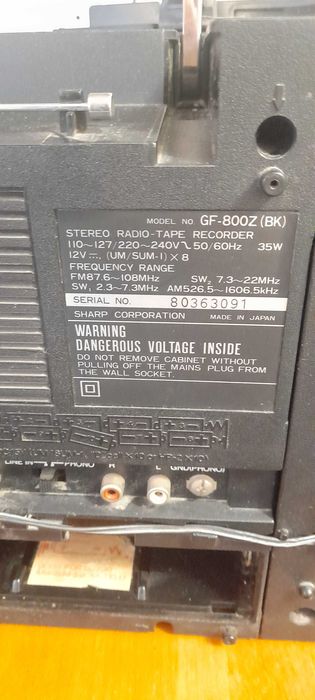 MODEL NO. GF-800Z(BK)
STEREO RADIO-TAPE RECORDER
110~127/220~240V～50/60Hz 35W
12V⎓ (UM/SUM-1)×8
FREQUENCY RANGE
FM87.6~108MHz SW1 7.3~22MHz
SW2 2.3~7.3MHz AM526.5~1606.5kHz
SERIAL NO. 80363091
SHARP CORPORATION MADE IN JAPAN
WARNING
DANGEROUS VOLTAGE INSIDE
DO NOT REMOVE CABINET WITHOUT
PULLING OFF THE MAINS PLUG FROM
THE WALL SOCKET.
LINE IN PHONO R L GND(PHONO)